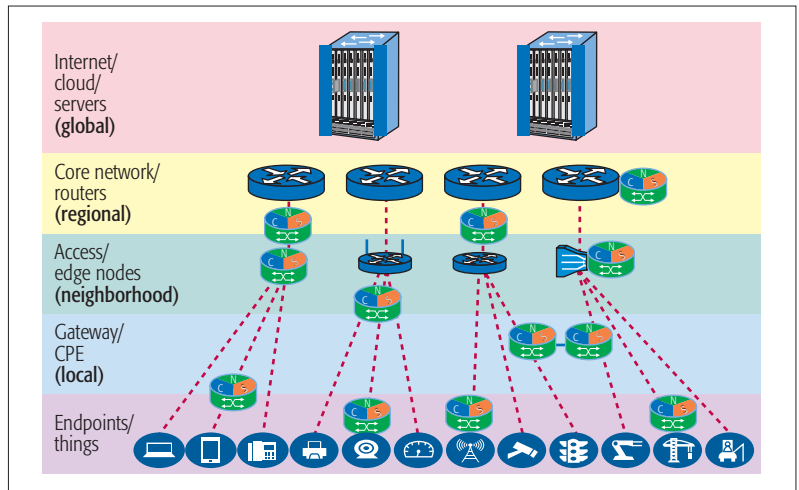 Internet/
cloud/
servers
(global)
Core network/
routers
(regional)
N
C S
N
C S
N
C S
Access/
edge nodes
(neighborhood)
N
C S
N
C S
N
C S
Gateway/
CPE
(local)
N
C S
N
C S
N
C S
Endpoints/
things
N
C S
N
C S
N
C S